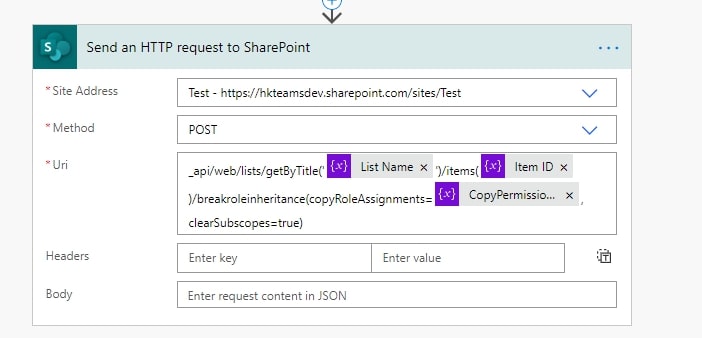 Send an HTTP request to SharePoint
* Site Address
Test - https://hkteamsdev.sharepoint.com/sites/Test
* Method
POST
* Uri
_api/web/lists/getByTitle(' {x} List Name × ')/items( {x} Item ID ×
)/breakroleinheritance(copyRoleAssignments= {x} CopyPermissio... × ,
clearSubscopes=true)
Headers
Enter key
Enter value
Body
Enter request content in JSON